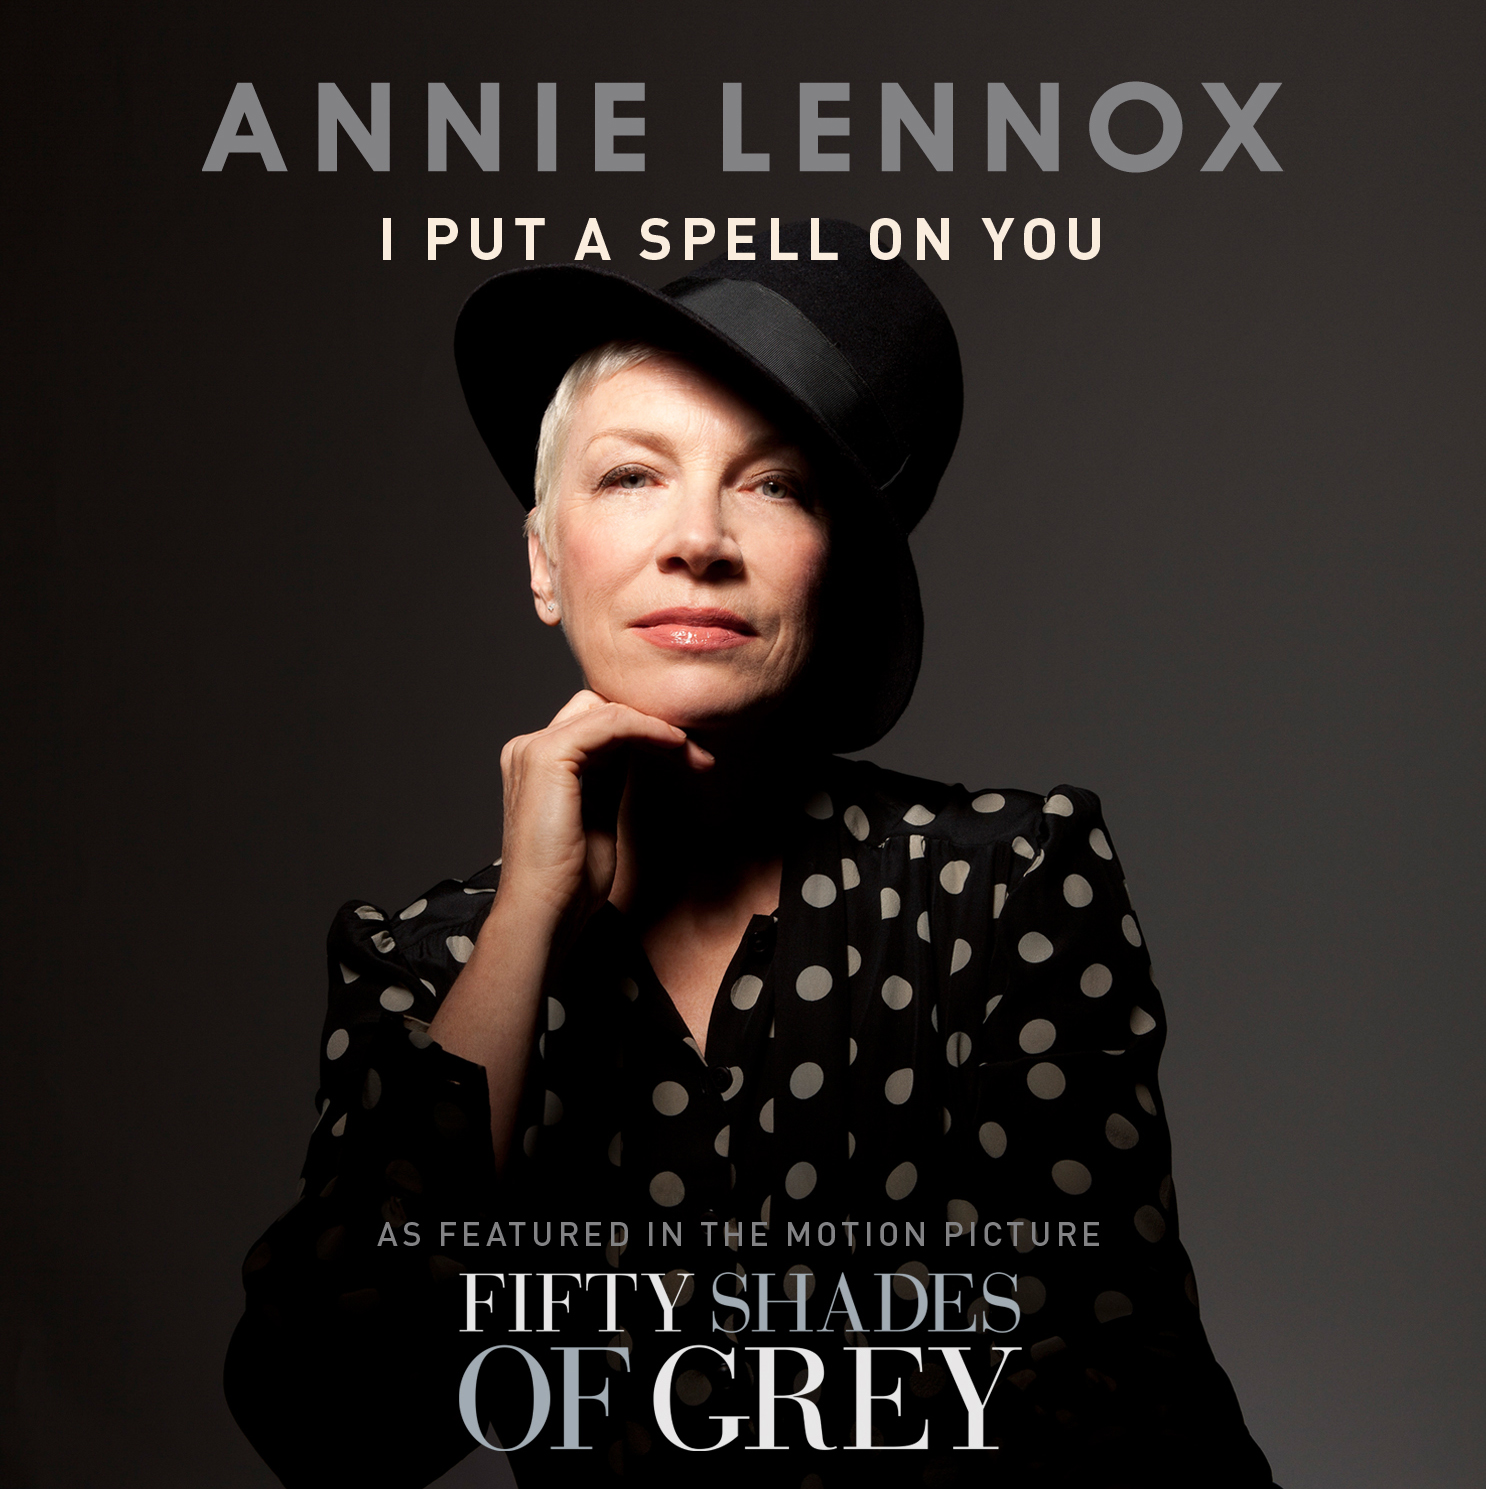 ANNIE LENNOX
I PUT A SPELL ON YOU
AS FEATURED IN THE MOTION PICTURE
FIFTY SHADES
OF GREY